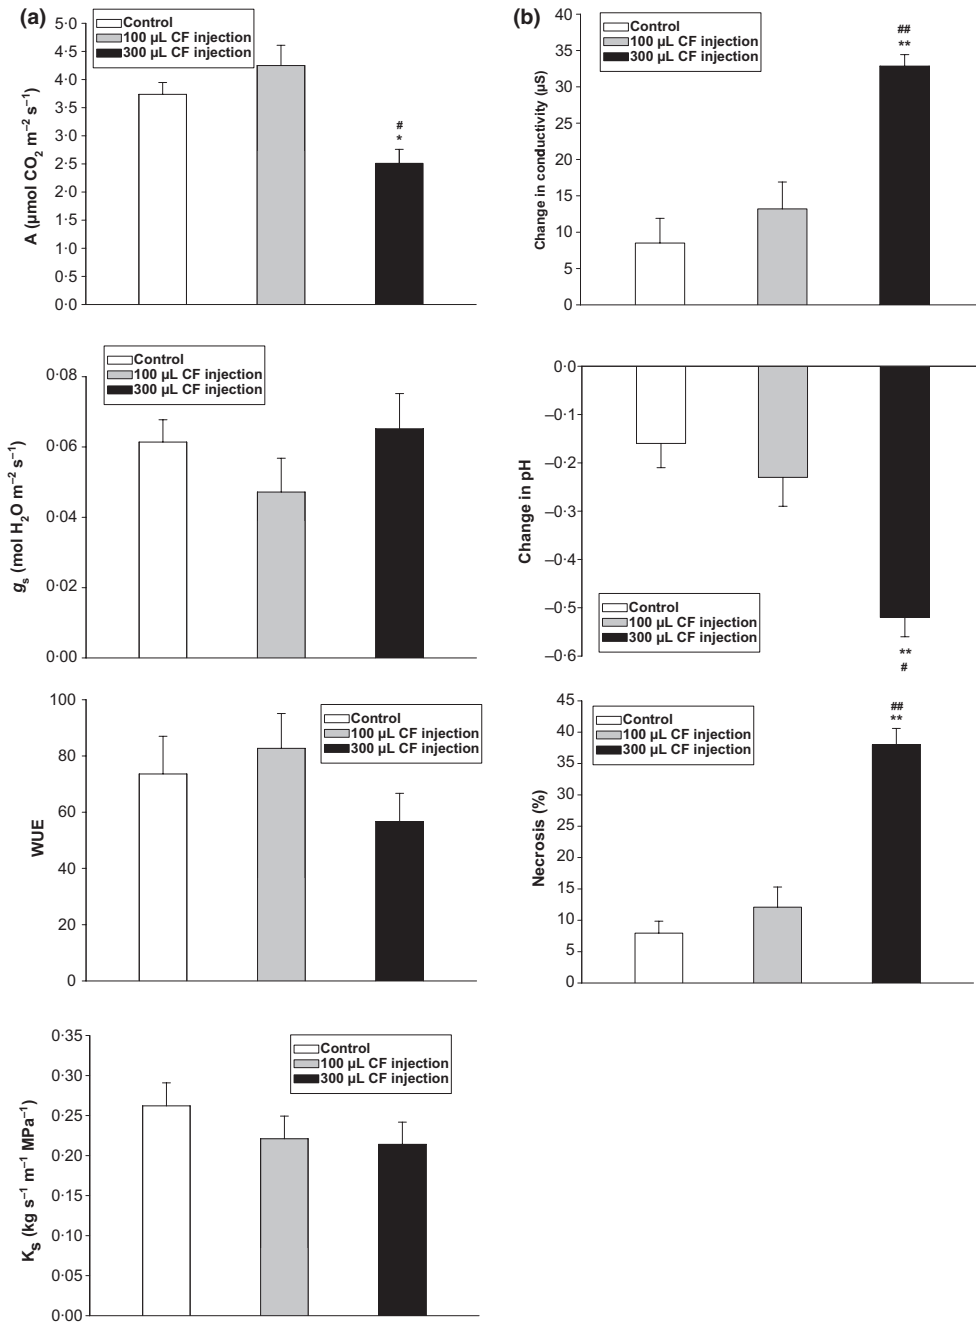 (a)
Control
100 µL CF injection
300 µL CF injection
5·0
4·5
4·0
3·5
3·0
2·5
2·0
1·5
1·0
0·5
0·0
A (µmol CO₂ m⁻² s⁻¹)
#
*
Control
100 µL CF injection
300 µL CF injection
0·08
0·06
0·04
0·02
0·00
gₛ (mol H₂O m⁻² s⁻¹)
Control
100 µL CF injection
300 µL CF injection
100
80
60
40
20
0
WUE
Control
100 µL CF injection
300 µL CF injection
0·35
0·30
0·25
0·20
0·15
0·10
0·05
0·00
Kₛ (kg s⁻¹ m⁻¹ MPa⁻¹)
(b)
Control
100 µL CF injection
300 µL CF injection
40
35
30
25
20
15
10
5
0
Change in conductivity (µS)
##
**
0·0
–0·1
–0·2
–0·3
–0·4
–0·5
–0·6
Change in pH
Control
100 µL CF injection
300 µL CF injection
**
#
45
40
35
30
25
20
15
10
5
0
Necrosis (%)
Control
100 µL CF injection
300 µL CF injection
##
**